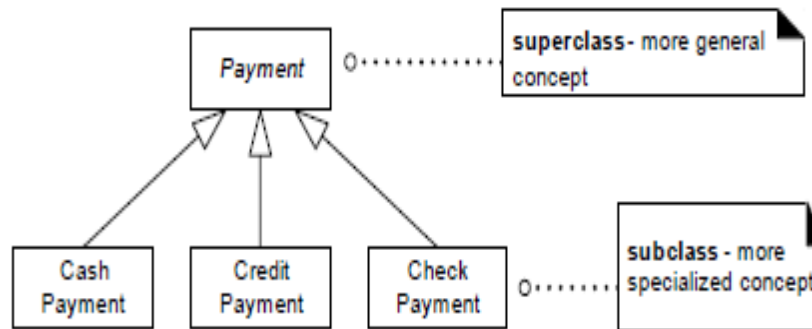 Payment
superclass- more general
concept
Cash
Payment
Credit
Payment
Check
Payment
subclass - more
specialized concept